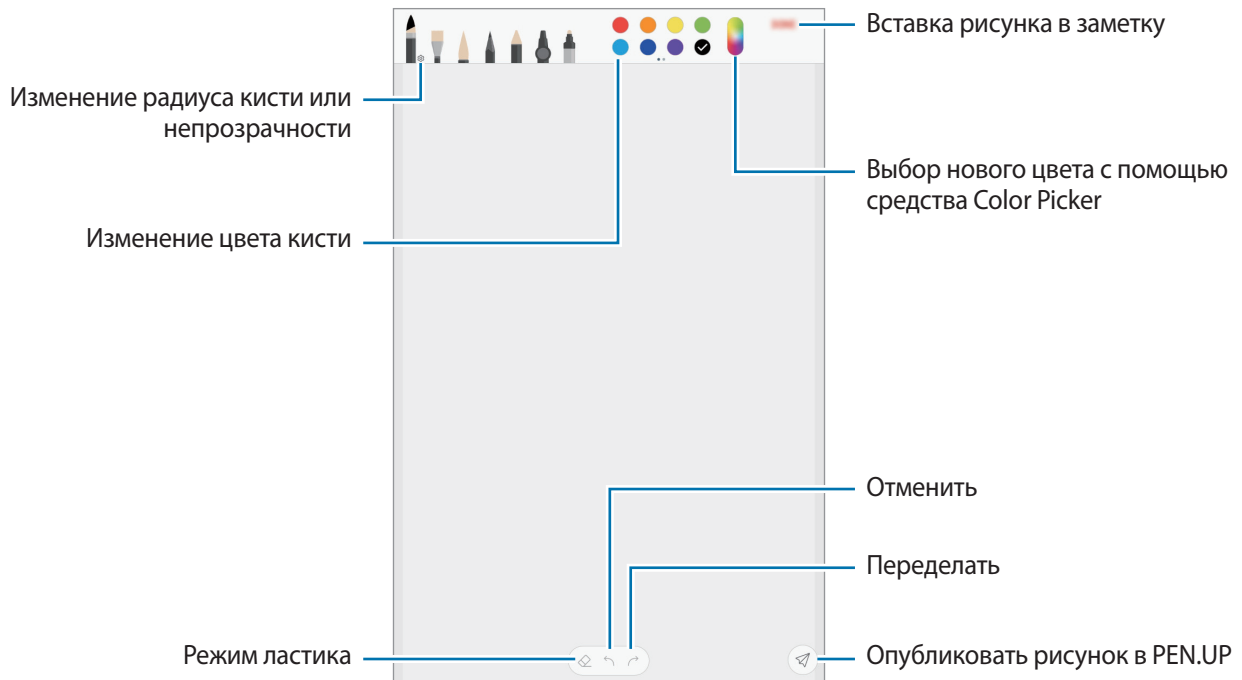 Вставка рисунка в заметку
Изменение радиуса кисти или
непрозрачности
Выбор нового цвета с помощью
средства Color Picker
Изменение цвета кисти
Отменить
Переделать
Режим ластика
Опубликовать рисунок в PEN.UP